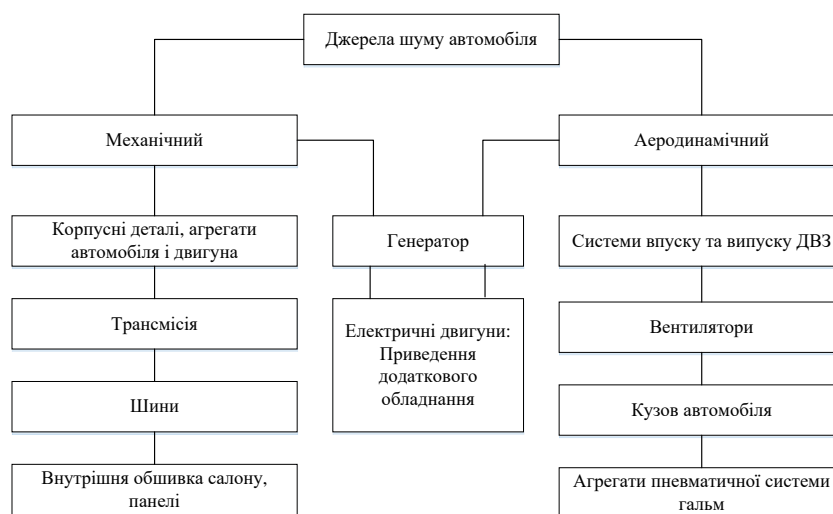 Джерела шуму автомобіля
Механічний
Аеродинамічний
Корпусні деталі, агрегати
автомобіля і двигуна
Генератор
Системи впуску та випуску ДВЗ
Трансмісія
Електричні двигуни:
Приведення
додаткового
обладнання
Вентилятори
Шини
Кузов автомобіля
Внутрішня обшивка салону,
панелі
Агрегати пневматичної системи
гальм